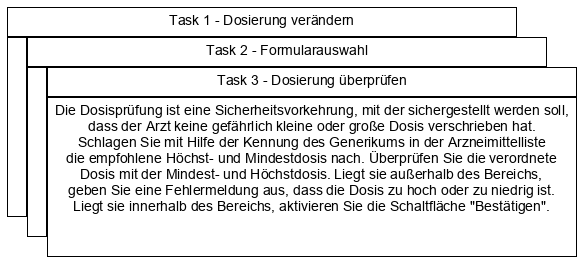 Task 1 - Dosierung verändern
Task 2 - Formularauswahl
Task 3 - Dosierung überprüfen
Die Dosisprüfung ist eine Sicherheitsvorkehrung, mit der sichergestellt werden soll,
dass der Arzt keine gefährlich kleine oder große Dosis verschrieben hat.
Schlagen Sie mit Hilfe der Kennung des Generikums in der Arzneimittelliste
die empfohlene Höchst- und Mindestdosis nach. Überprüfen Sie die verordnete
Dosis mit der Mindest- und Höchstdosis. Liegt sie außerhalb des Bereichs,
geben Sie eine Fehlermeldung aus, dass die Dosis zu hoch oder zu niedrig ist.
Liegt sie innerhalb des Bereichs, aktivieren Sie die Schaltfläche "Bestätigen".